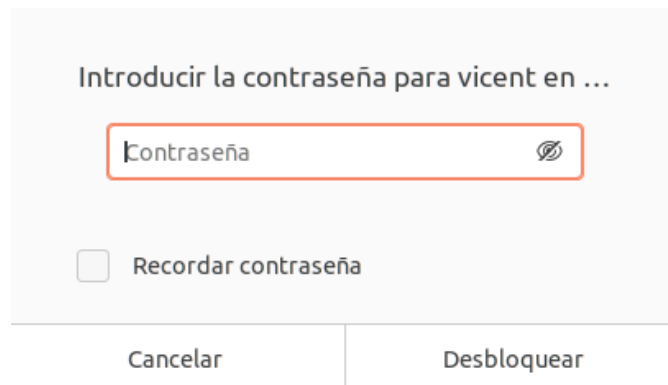 Introducir la contraseña para vicent en …
Contraseña
Recordar contraseña
Cancelar
Desbloquear